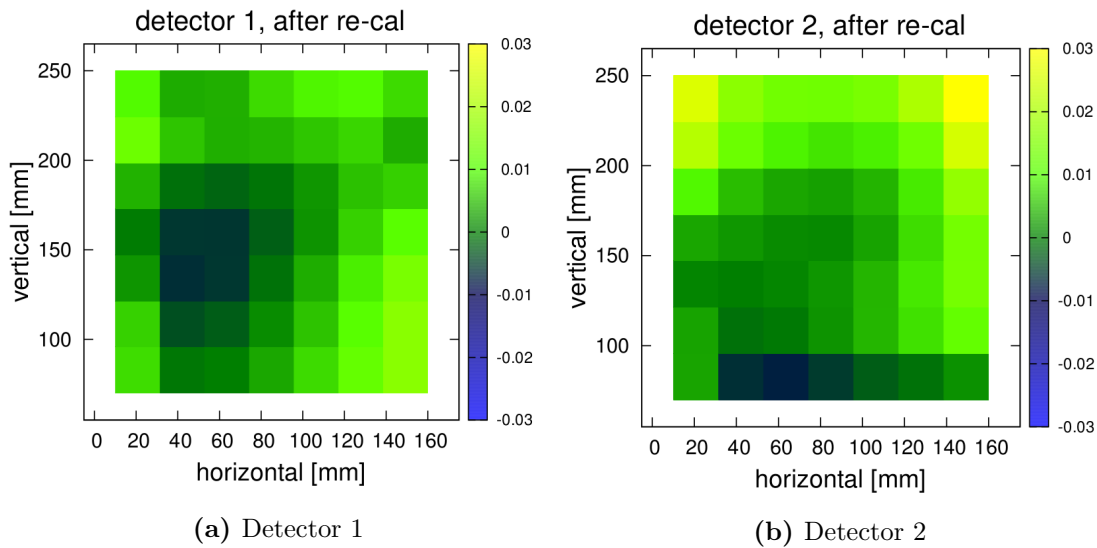 detector 1, after re-cal
250
200
150
100
vertical [mm]
0 20 40 60 80 100 120 140 160
horizontal [mm]
0.03
0.02
0.01
0
-0.01
-0.02
-0.03
(a) Detector 1
detector 2, after re-cal
250
200
150
100
vertical [mm]
0 20 40 60 80 100 120 140 160
horizontal [mm]
0.03
0.02
0.01
0
-0.01
-0.02
-0.03
(b) Detector 2